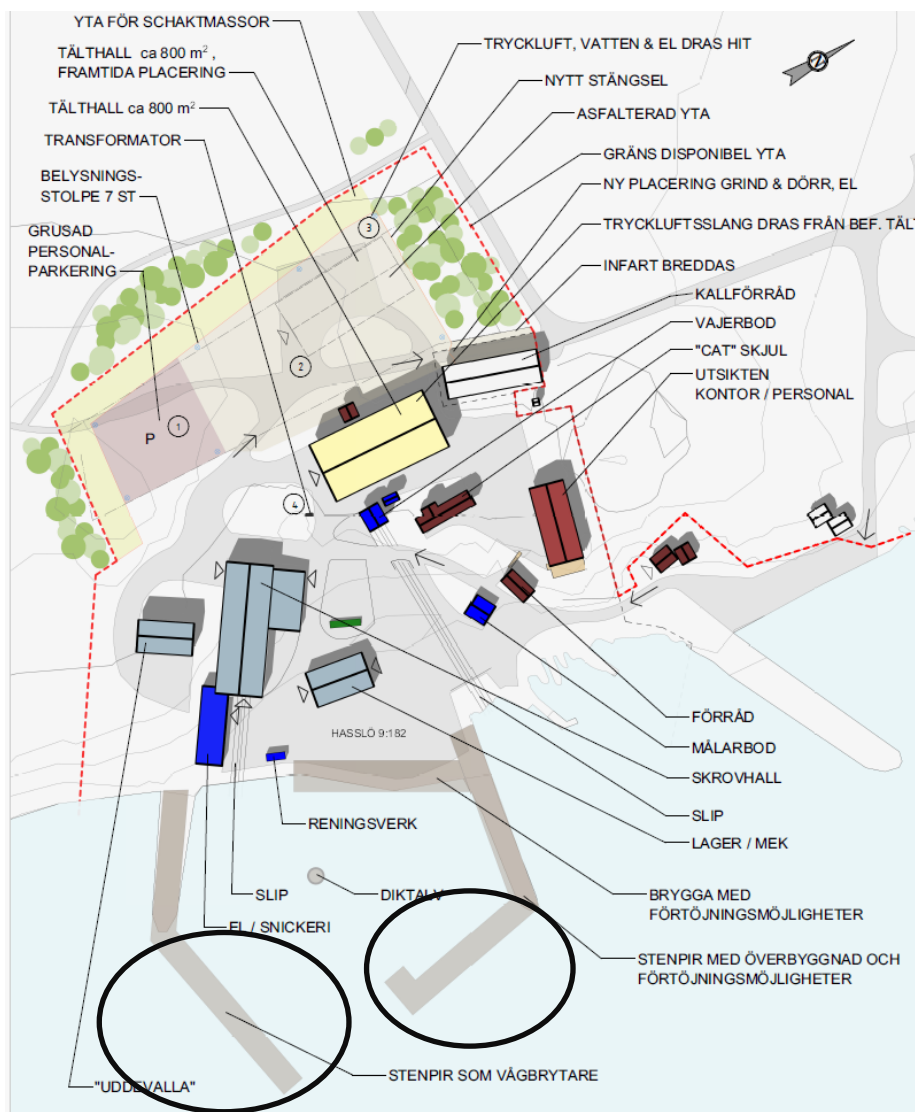 YTA FÖR SCHAKTMASSOR
TÄLTHALL ca 800 m²,
FRAMTIDA PLACERING
TÄLTHALL ca 800 m²
TRANSFORMATOR
BELYSNINGS-
STOLPE 7 ST
GRUSAD
PERSONAL-
PARKERING
TRYCKLUFT, VATTEN & EL DRAS HIT
NYTT STÄNGSEL
ASFALTERAD YTA
GRÄNS DISPONIBEL YTA
NY PLACERING GRIND & DÖRR, EL
TRYCKLUFTSSLANG DRAS FRÅN BEF. TÄLT
INFART BREDDAS
KALLFÖRRÅD
VAJERBOD
"CAT" SKJUL
UTSIKTEN
KONTOR / PERSONAL
N
3
2
P
1
4
HASSLÖ 9:182
FÖRRÅD
MÅLARBOD
SKROVHALL
SLIP
LAGER / MEK
RENINGSVERK
SLIP
DIKTALV
EL / SNICKERI
BRYGGA MED
FÖRTÖJNINGSMÖJLIGHETER
STENPIR MED ÖVERBYGGNAD OCH
FÖRTÖJNINGSMÖJLIGHETER
"UDDEVALLA"
STENPIR SOM VÅGBRYTARE